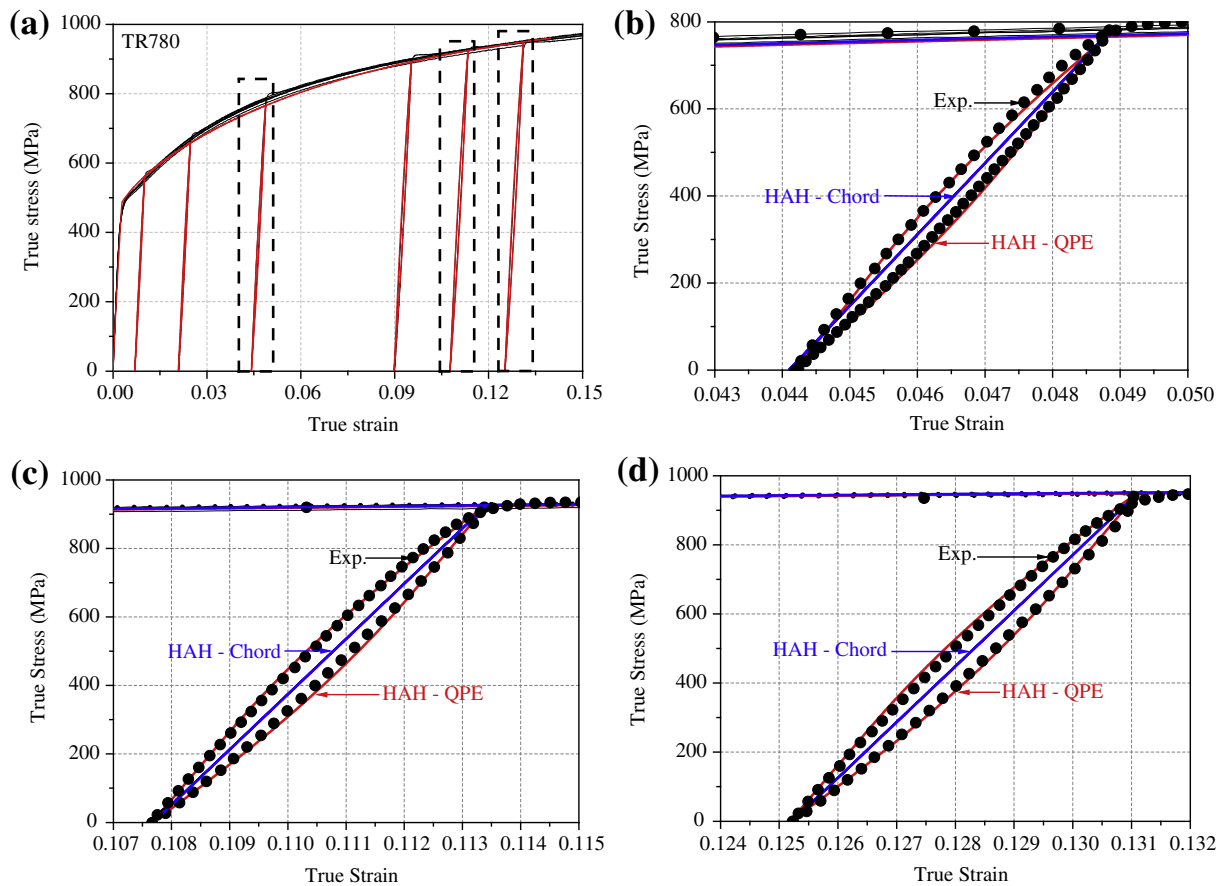 (a)
TR780
1000
800
600
400
200
0
0.00 0.03 0.06 0.09 0.12 0.15
True stress (MPa)
True strain
(b)
800
600
400
200
0
0.043 0.044 0.045 0.046 0.047 0.048 0.049 0.050
True Stress (MPa)
True Strain
Exp.
HAH - Chord
HAH - QPE
(c)
1000
800
600
400
200
0
0.107 0.108 0.109 0.110 0.111 0.112 0.113 0.114 0.115
True Stress (MPa)
True Strain
Exp.
HAH - Chord
HAH - QPE
(d)
1000
800
600
400
200
0
0.124 0.125 0.126 0.127 0.128 0.129 0.130 0.131 0.132
True Stress (MPa)
True Strain
Exp.
HAH - Chord
HAH - QPE